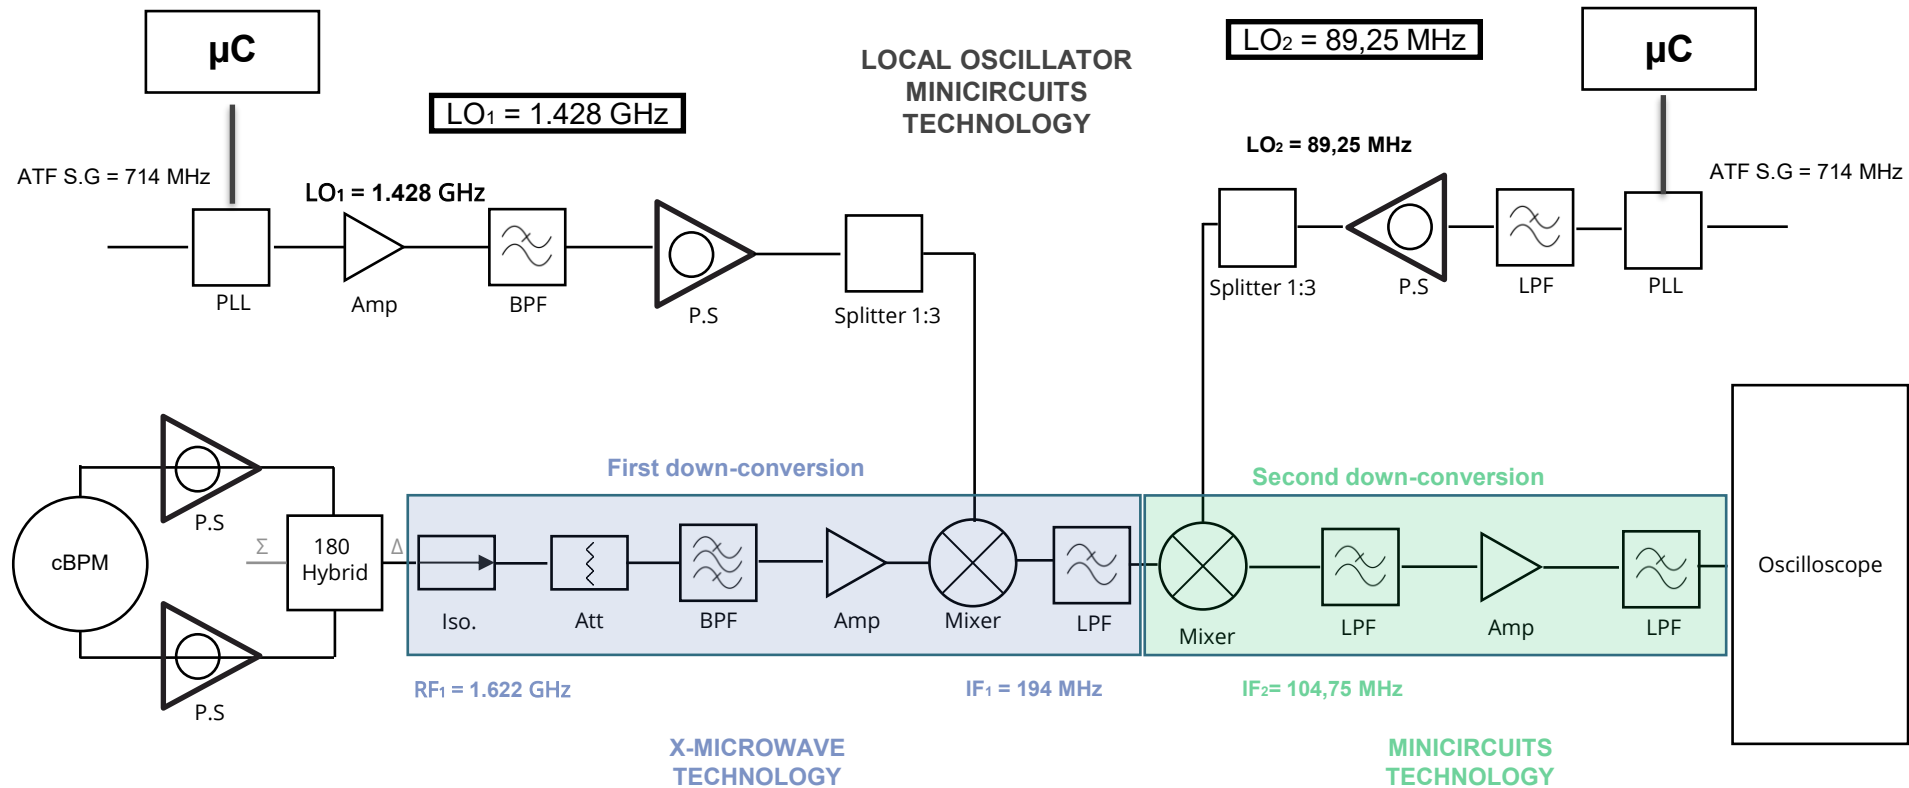 µC
LO₂ = 89,25 MHz
µC
LOCAL OSCILLATOR
MINICIRCUITS
TECHNOLOGY
LO₁ = 1.428 GHz
LO₂ = 89,25 MHz
ATF S.G = 714 MHz
ATF S.G = 714 MHz
LO₁ = 1.428 GHz
PLL
Amp
BPF
P.S
Splitter 1:3
Splitter 1:3
P.S
LPF
PLL
First down-conversion
Second down-conversion
P.S
cBPM
Σ
180
Hybrid
Δ
Iso.
Att
BPF
Amp
Mixer
LPF
Mixer
LPF
Amp
LPF
Oscilloscope
P.S
RF₁ = 1.622 GHz
IF₁ = 194 MHz
IF₂= 104,75 MHz
X-MICROWAVE
TECHNOLOGY
MINICIRCUITS
TECHNOLOGY